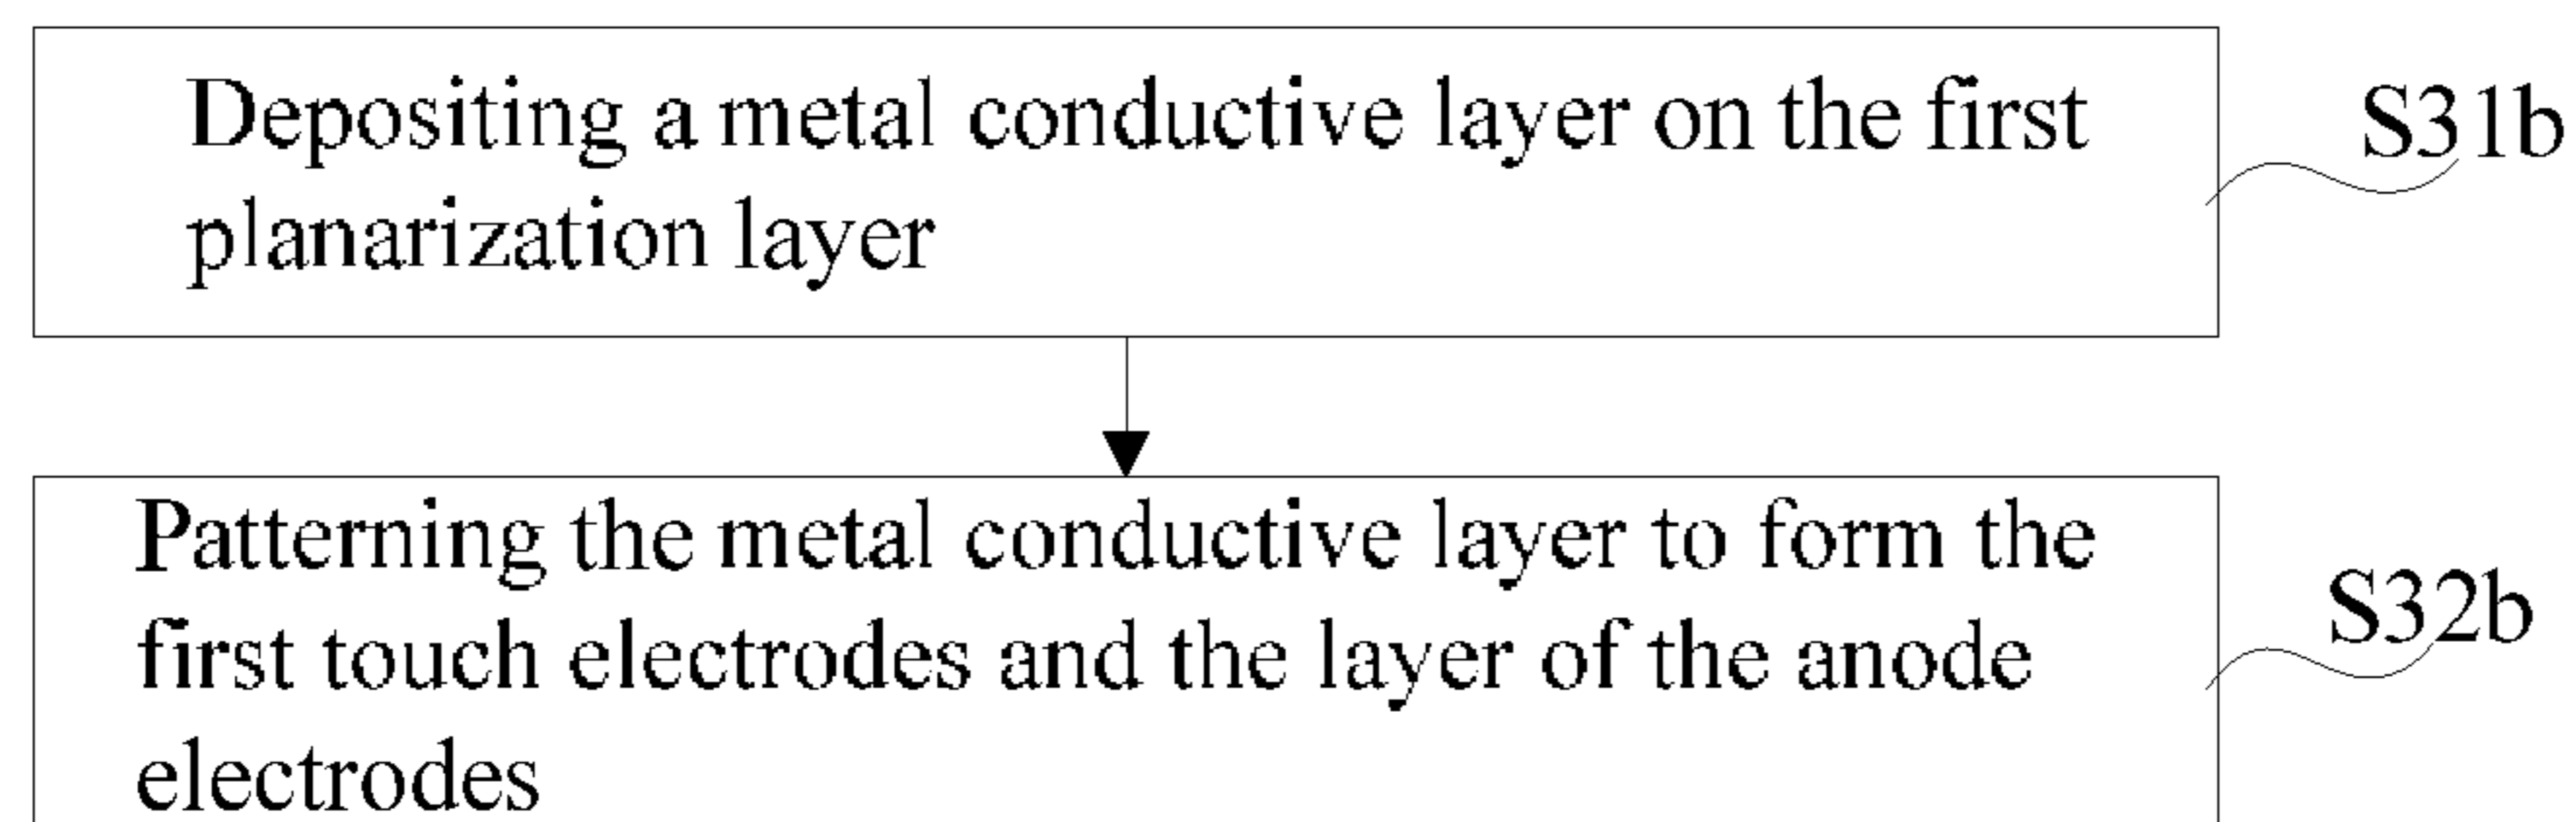 Depositing a metal conductive layer on the first
planarization layer
S31b
Patterning the metal conductive layer to form the
first touch electrodes and the layer of the anode
electrodes
S32b